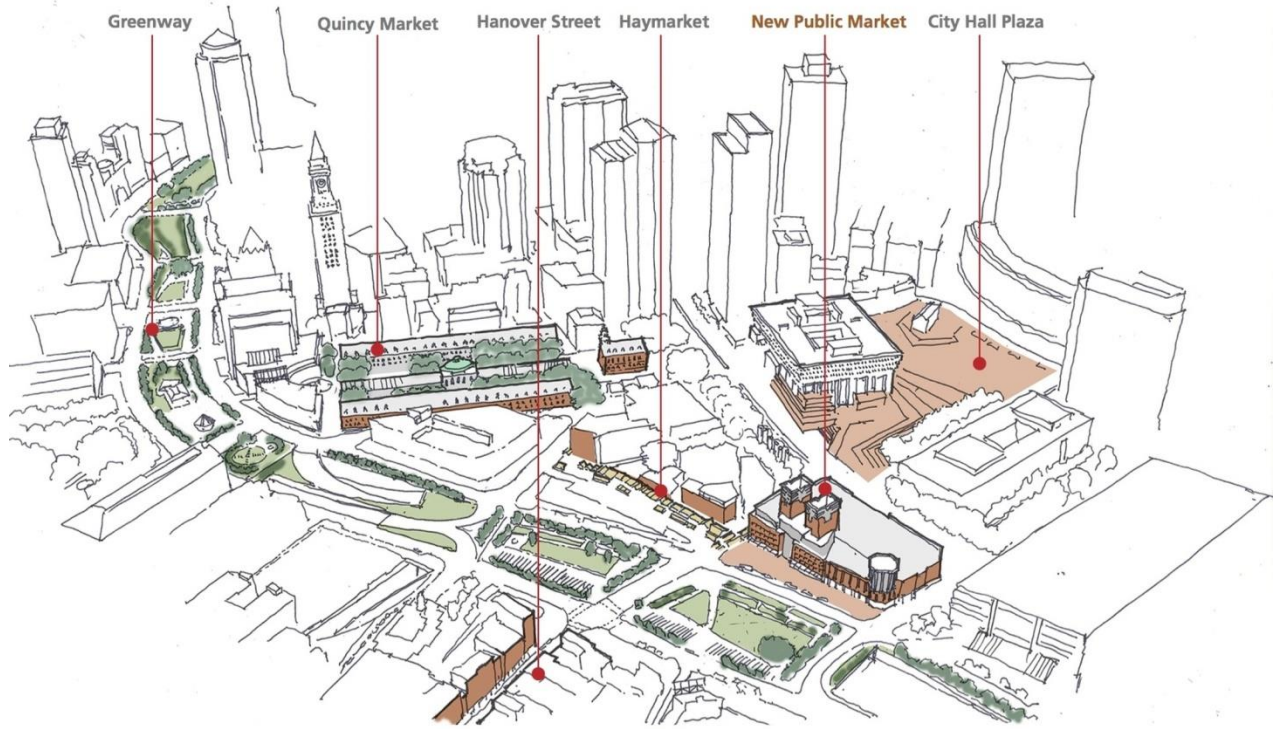 Greenway
Quincy Market
Hanover Street
Haymarket
New Public Market
City Hall Plaza